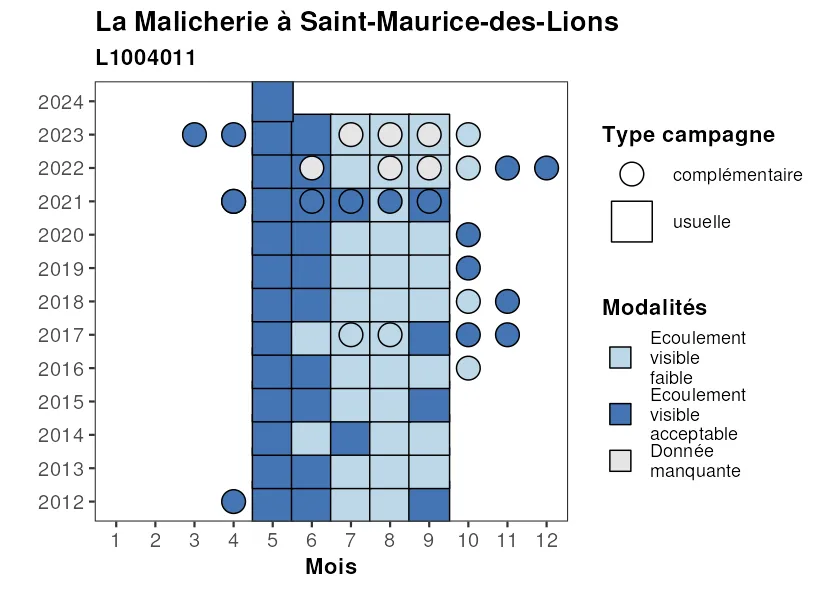 La Malicherie à Saint-Maurice-des-Lions
L1004011
2024
2023
2022
2021
2020
2019
2018
2017
2016
2015
2014
2013
2012
1 2 3 4 5 6 7 8 9 10 11 12
Mois
Type campagne
complémentaire
usuelle
Modalités
Ecoulement
visible
faible
Ecoulement
visible
acceptable
Donnée
manquante